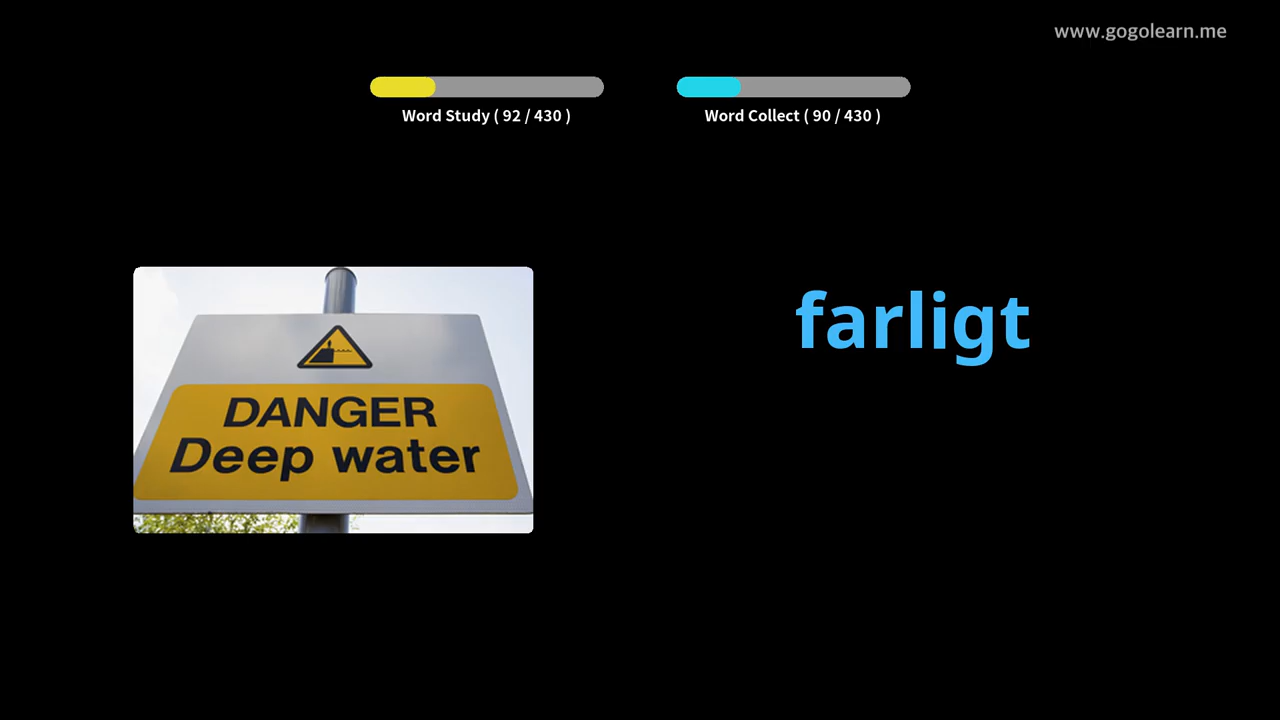 www.gogolearn.me
Word Study ( 92 / 430 )
Word Collect ( 90 / 430 )
farligt
DANGER
Deep water